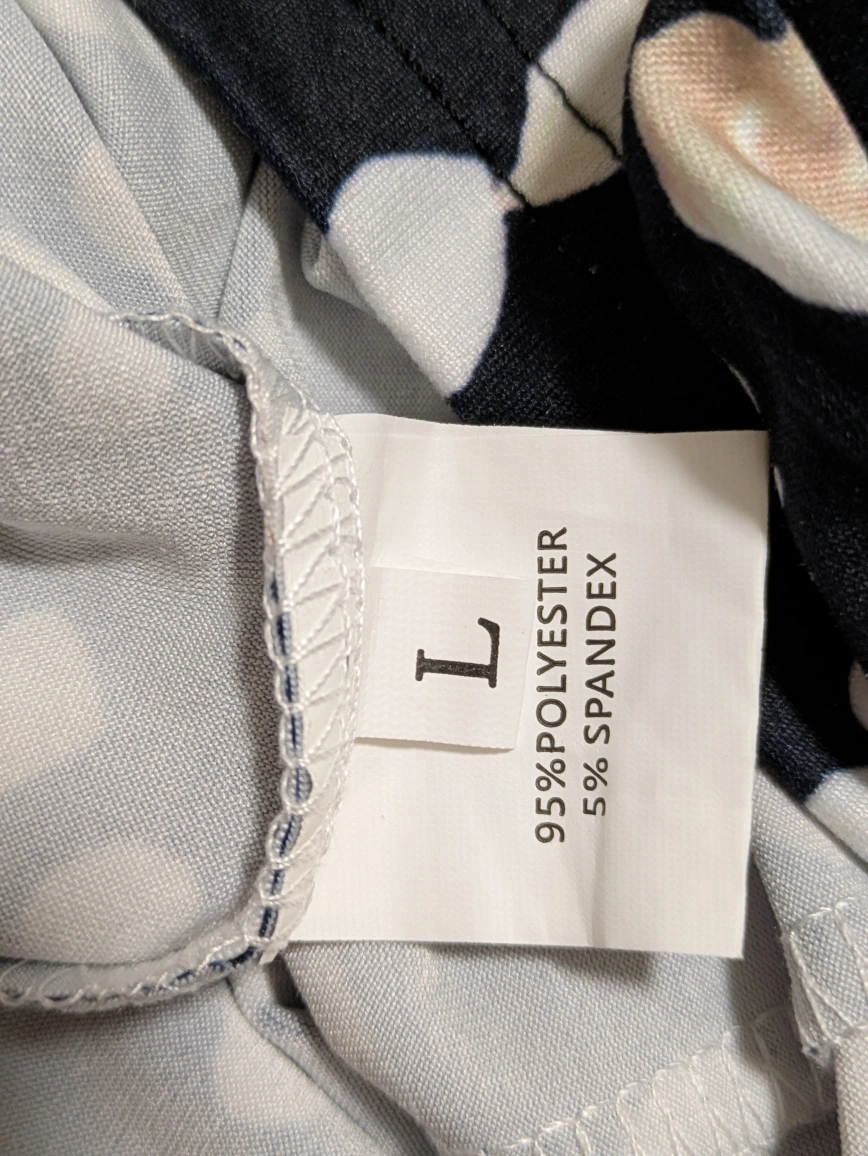 L
95%POLYESTER
5% SPANDEX